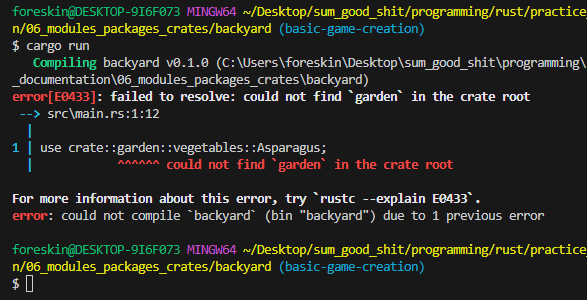 foreskin@DESKTOP-9I6F073 MINGW64 ~/Desktop/sum_good_shit/programming/rust/practice_
n/06_modules_packages_crates/backyard (basic-game-creation)
$ cargo run
   Compiling backyard v0.1.0 (C:\Users\foreskin\Desktop\sum_good_shit\programming\
_documentation\06_modules_packages_crates\backyard)
error[E0433]: failed to resolve: could not find `garden` in the crate root
 --> src\main.rs:1:12
  |
1 | use crate::garden::vegetables::Asparagus;
  |            ^^^^^^ could not find `garden` in the crate root

For more information about this error, try `rustc --explain E0433`.
error: could not compile `backyard` (bin "backyard") due to 1 previous error

foreskin@DESKTOP-9I6F073 MINGW64 ~/Desktop/sum_good_shit/programming/rust/practice_
n/06_modules_packages_crates/backyard (basic-game-creation)
$